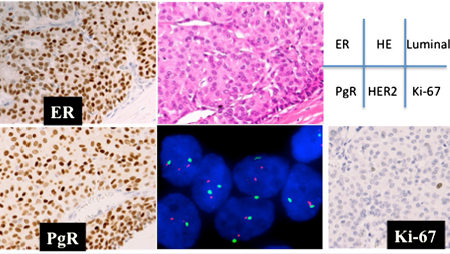 ER HE Luminal
PgR HER2 Ki-67
ER
PgR
Ki-67